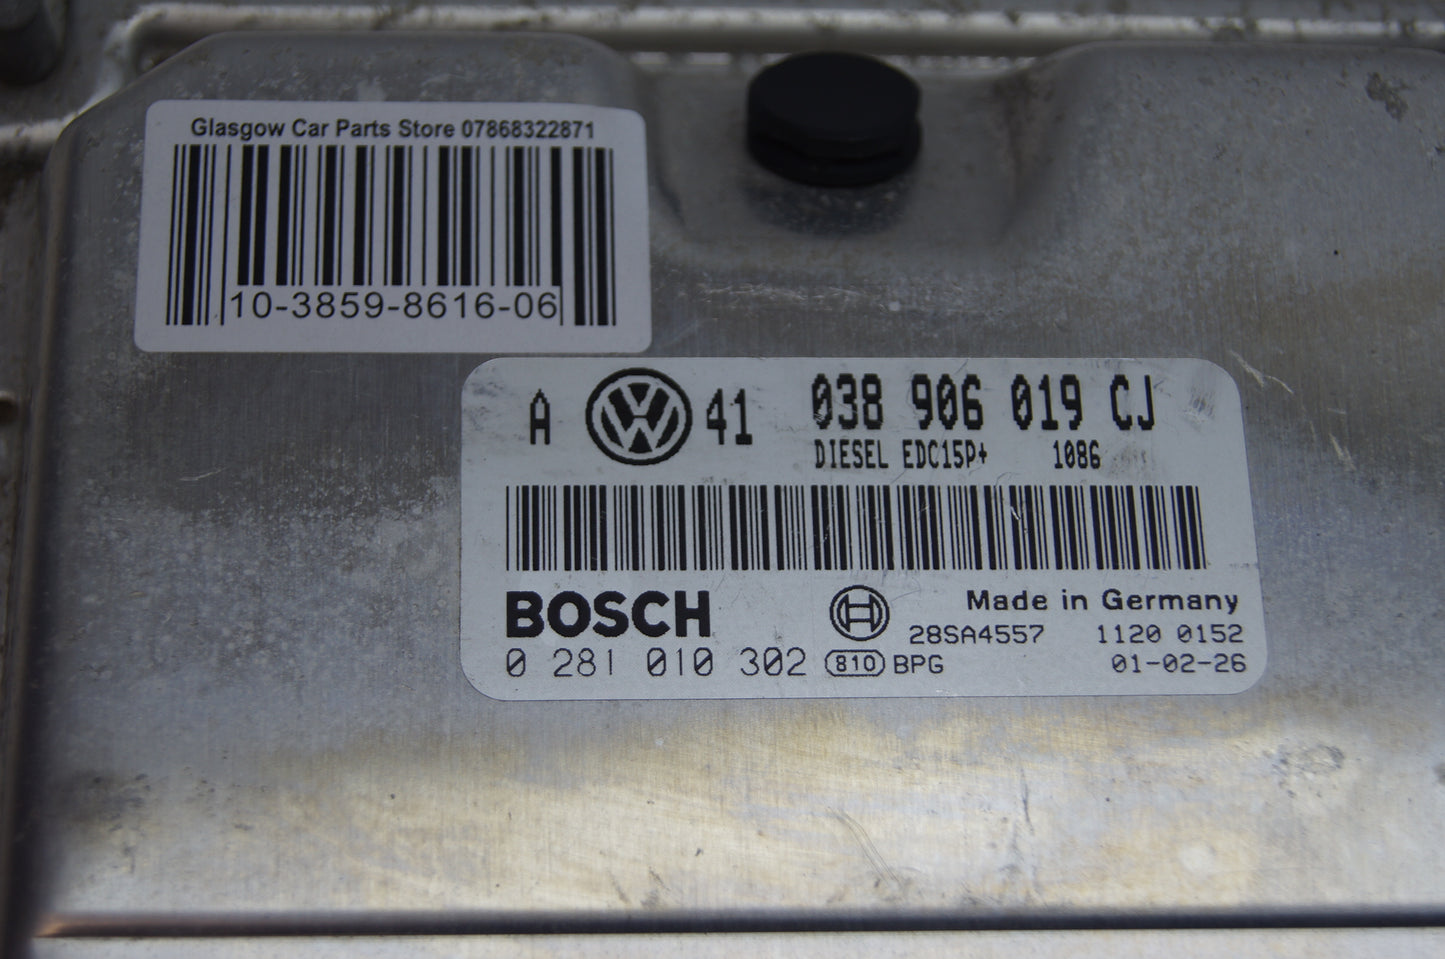 Glasgow Car Parts Store 07868322871
10-3859-8616-06
A VW 41 038 906 019 CJ
DIESEL EDC15P+ 1086
BOSCH Made in Germany
28SA4557 1120 0152
0 281 010 302 810 BPG 01-02-26